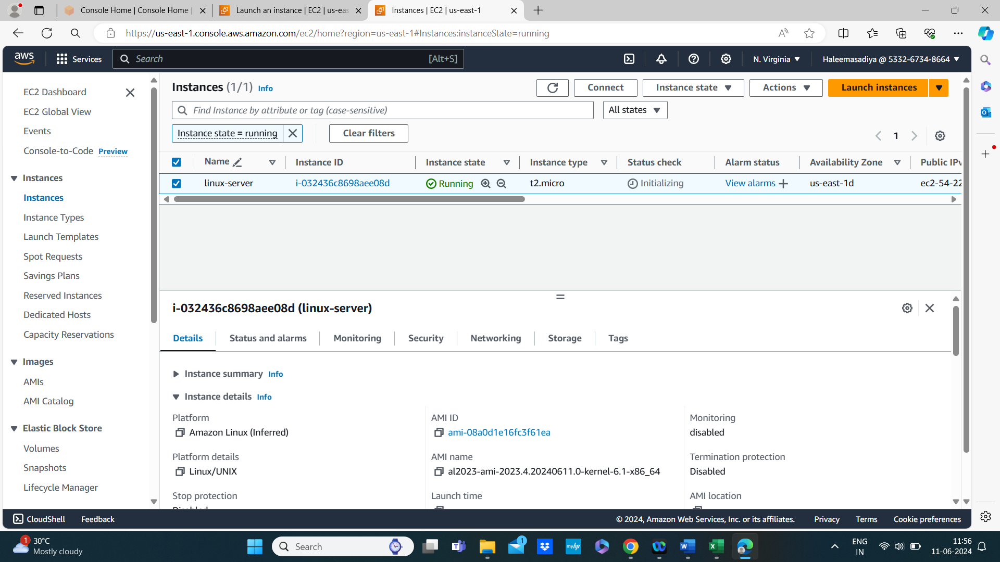 Console Home | Console Home |
Launch an instance | EC2 | us-eas
Instances | EC2 | us-east-1
https://us-east-1.console.aws.amazon.com/ec2/home?region=us-east-1#Instances:instanceState=running
aws
Services
Search
[Alt+S]
N. Virginia
Haleemasadiya @ 5332-6734-8664
EC2 Dashboard
EC2 Global View
Events
Console-to-Code Preview
Instances
Instances
Instance Types
Launch Templates
Spot Requests
Savings Plans
Reserved Instances
Dedicated Hosts
Capacity Reservations
Images
AMIs
AMI Catalog
Elastic Block Store
Volumes
Snapshots
Lifecycle Manager
Instances (1/1) Info
Connect
Instance state
Actions
Launch instances
Find Instance by attribute or tag (case-sensitive)
All states
Instance state = running
Clear filters
1
Name
Instance ID
Instance state
Instance type
Status check
Alarm status
Availability Zone
Public IPv
linux-server
i-032436c8698aee08d
Running
t2.micro
Initializing
View alarms
us-east-1d
ec2-54-22
i-032436c8698aee08d (linux-server)
Details
Status and alarms
Monitoring
Security
Networking
Storage
Tags
Instance summary Info
Instance details Info
Platform
Amazon Linux (Inferred)
AMI ID
ami-08a0d1e16fc3f61ea
Monitoring
disabled
Platform details
Linux/UNIX
AMI name
al2023-ami-2023.4.20240611.0-kernel-6.1-x86_64
Termination protection
Disabled
Stop protection
Disabled
Launch time
AMI location
CloudShell
Feedback
© 2024, Amazon Web Services, Inc. or its affiliates.
Privacy
Terms
Cookie preferences
1
30°C
Mostly cloudy
Search
1
myhp
ENG
IN
11:56
11-06-2024